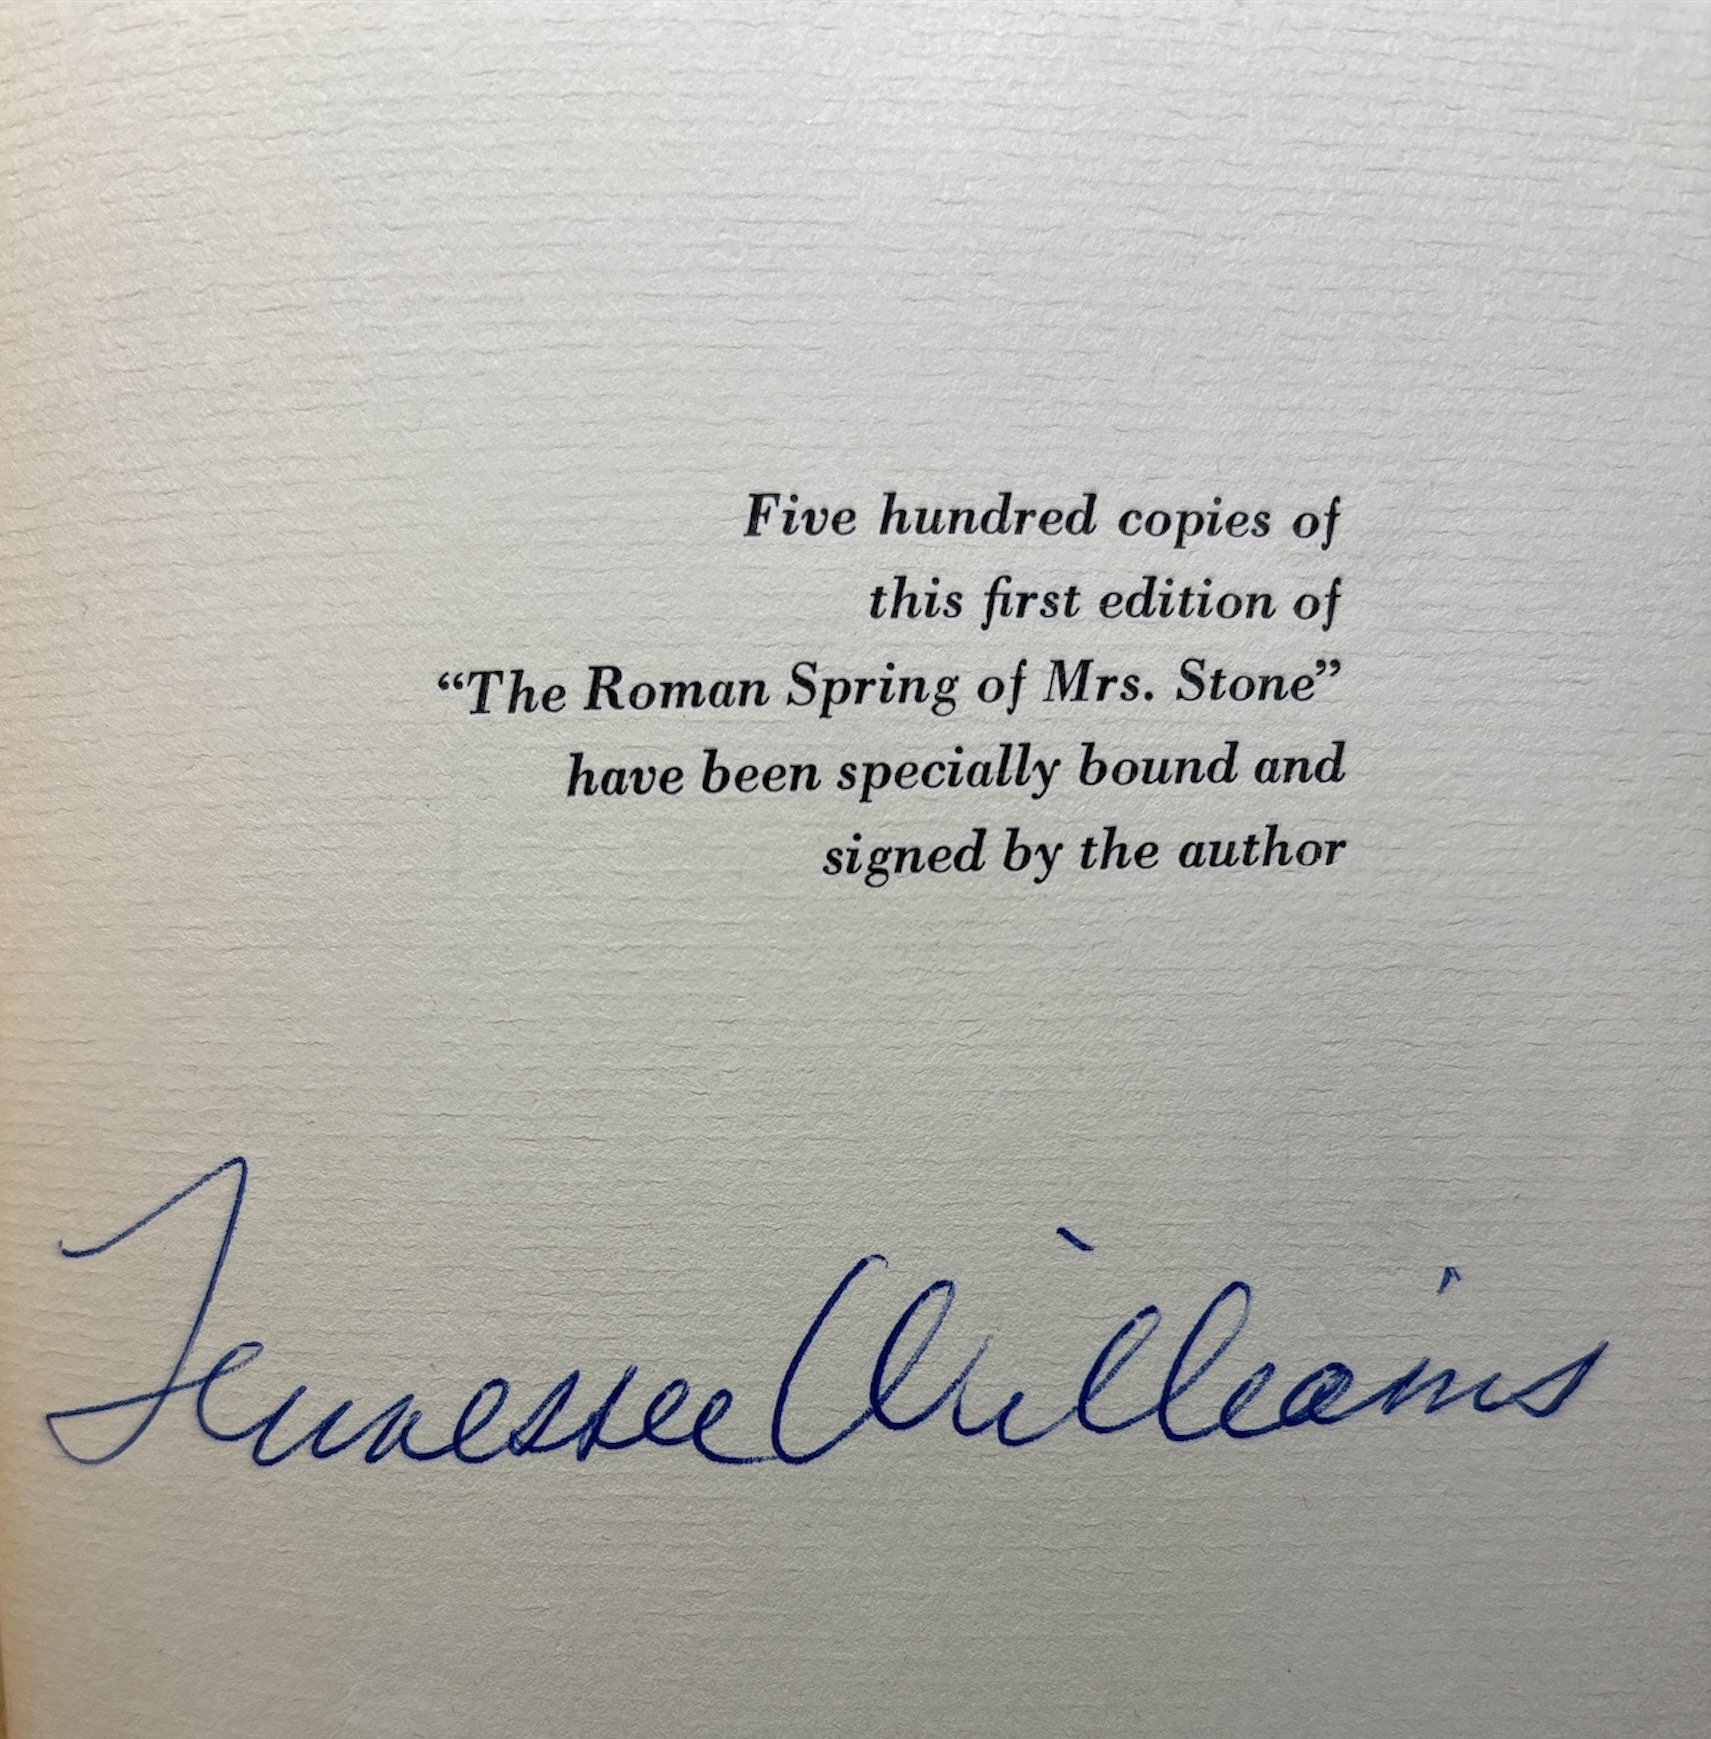 Five hundred copies of
this first edition of
“The Roman Spring of Mrs. Stone”
have been specially bound and
signed by the author
Tennessee Williams